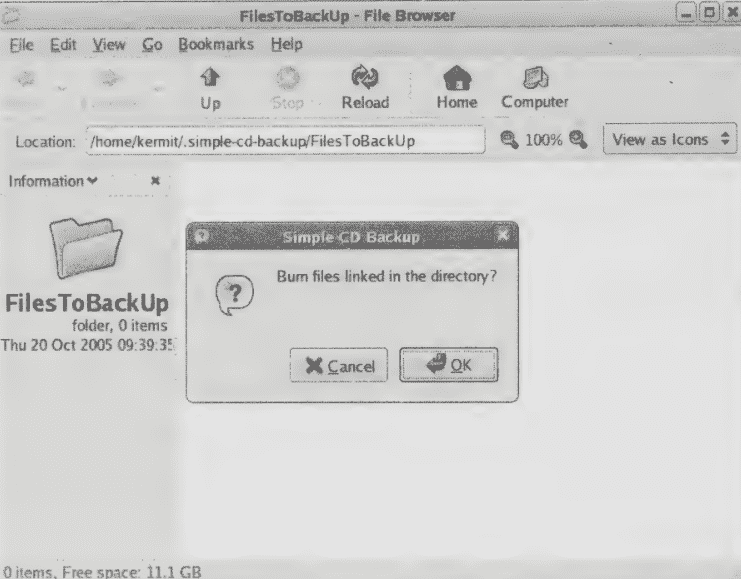 FilesToBackUp - File Browser
File Edit View Go Bookmarks Help
Up Stop Reload Home Computer
Location: /home/kermit/.simple-cd-backup/FilesToBackUp 100% View as Icons
Information
Simple CD Backup
Burn files linked in the directory?
FilesToBackUp
folder, 0 items
Thu 20 Oct 2005 09:39:35
Cancel OK
0 items, Free space: 11.1 GB